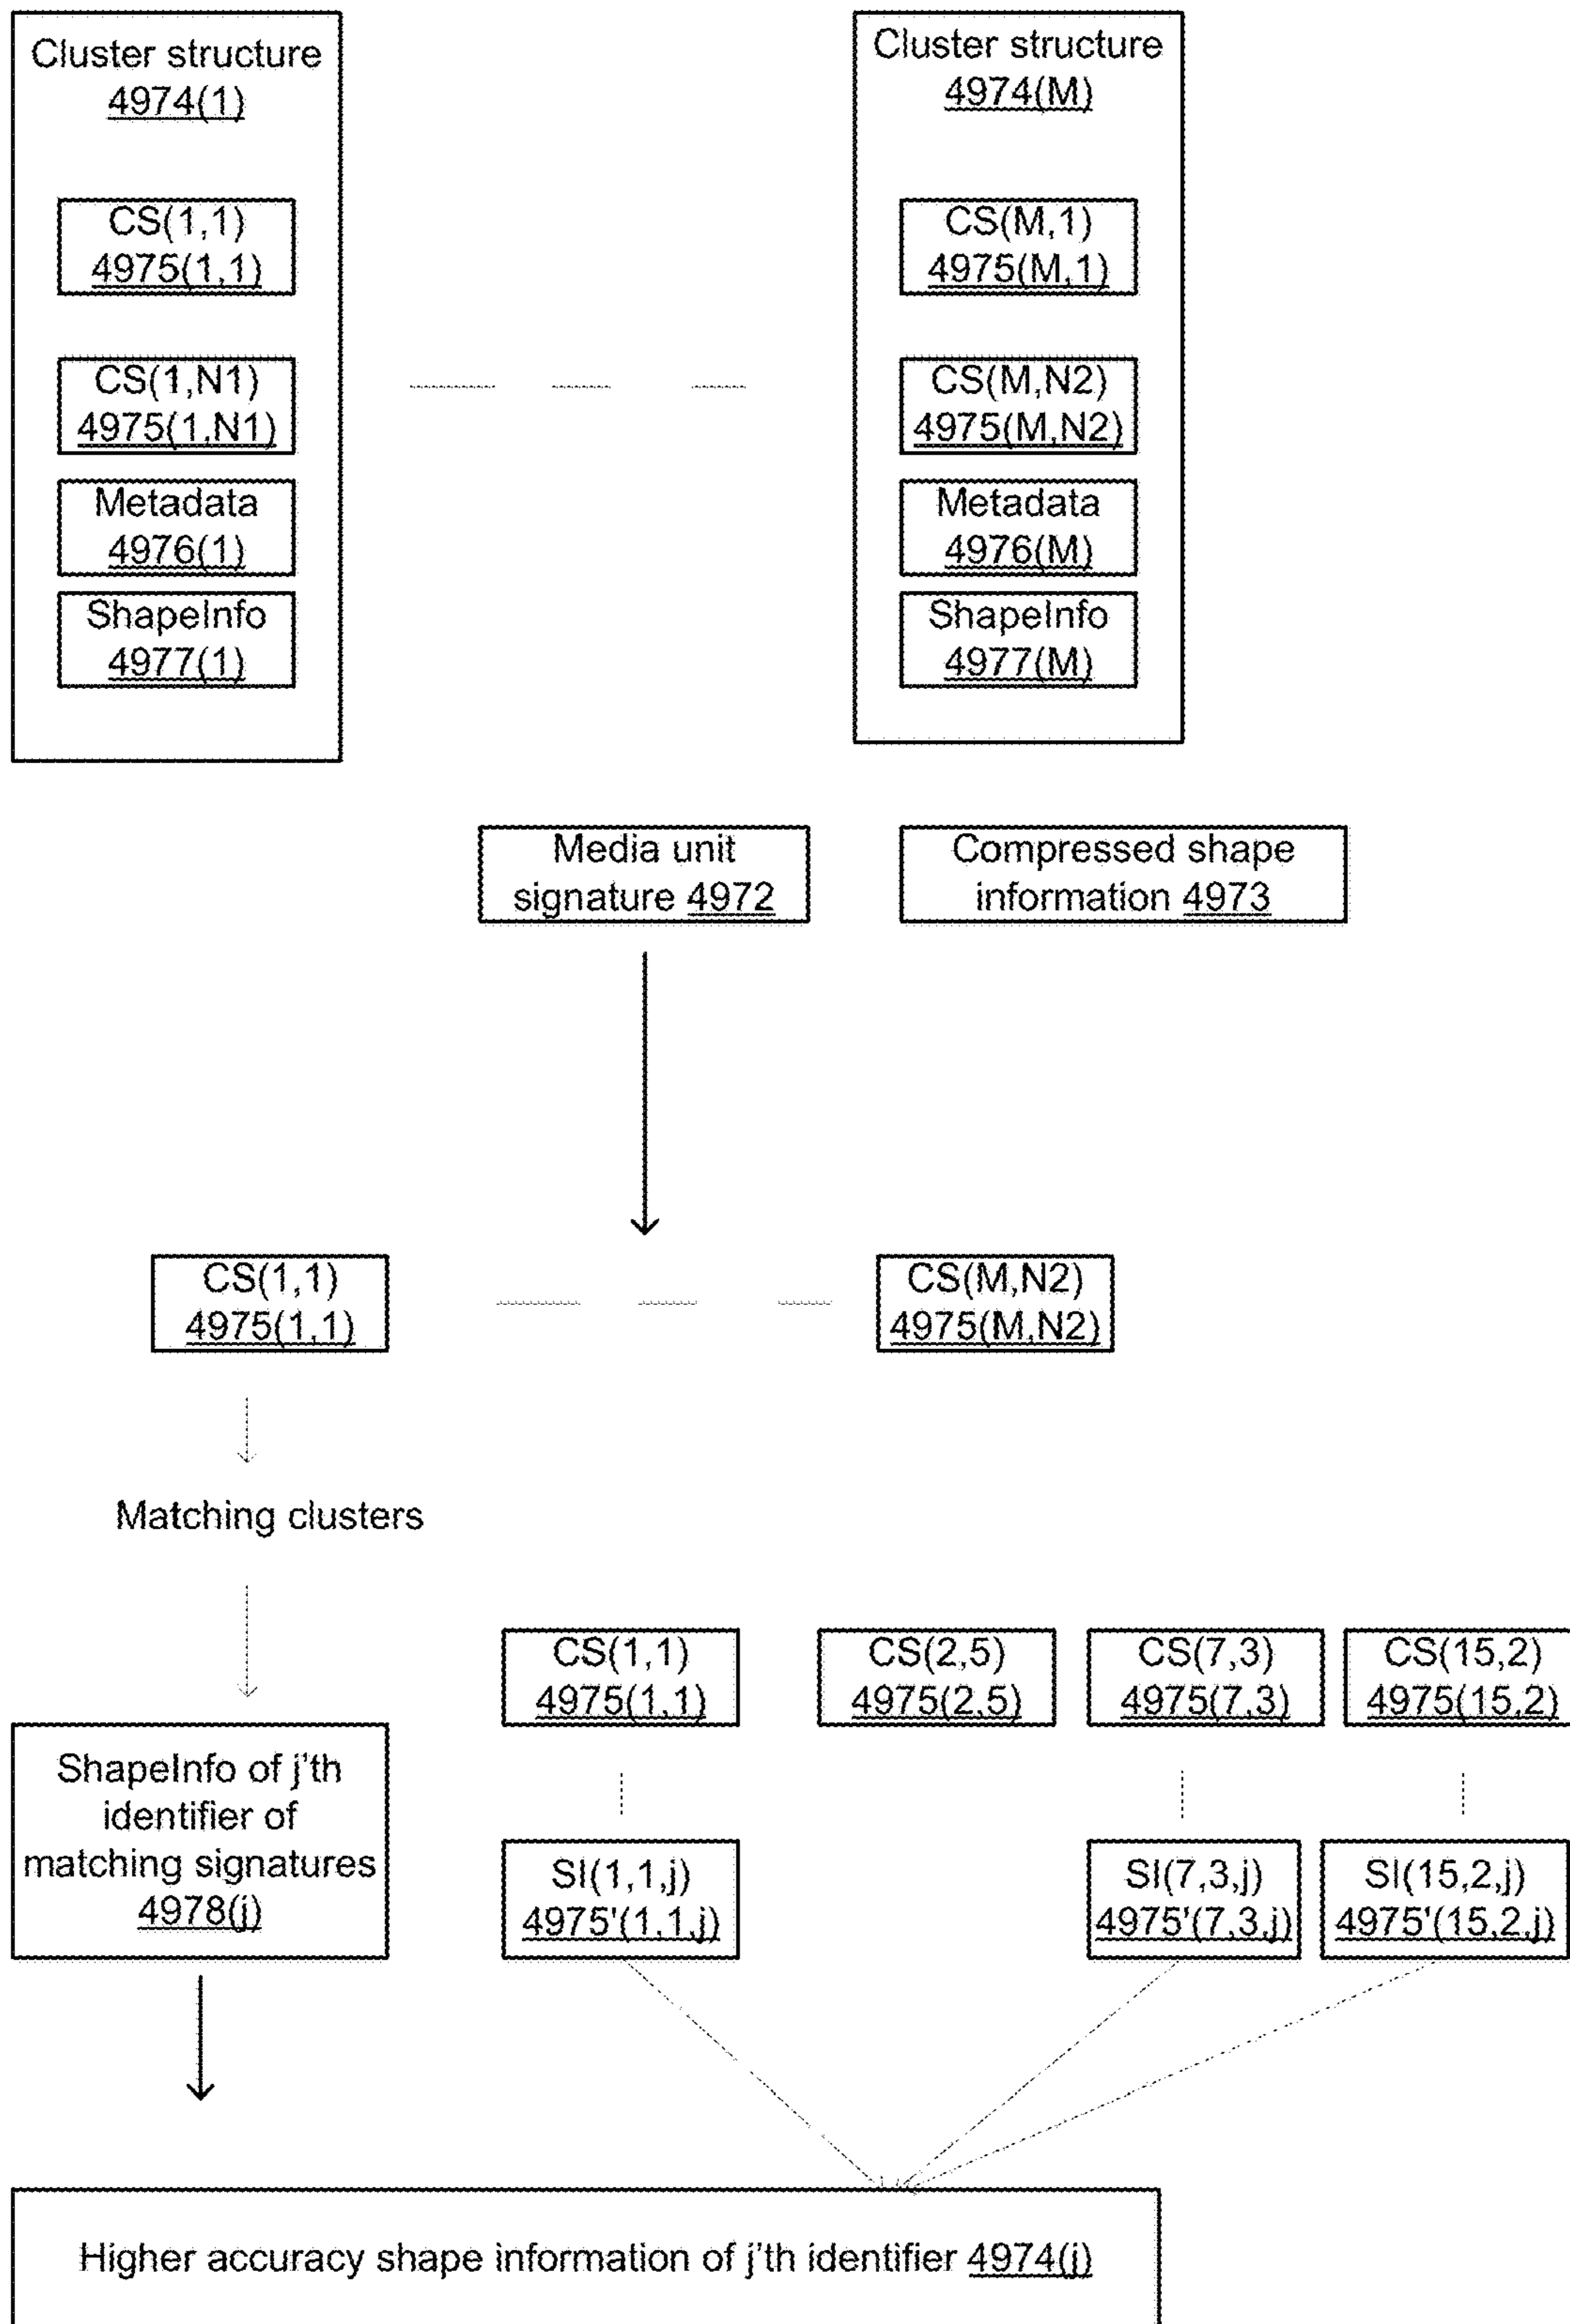 Cluster structure
4974(1)
CS(1,1)
4975(1,1)
CS(1,N1)
4975(1,N1)
Metadata
4976(1)
ShapeInfo
4977(1)
Cluster structure
4974(M)
CS(M,1)
4975(M,1)
CS(M,N2)
4975(M,N2)
Metadata
4976(M)
ShapeInfo
4977(M)
Media unit
signature 4972
Compressed shape
information 4973
CS(1,1)
4975(1,1)
CS(M,N2)
4975(M,N2)
Matching clusters
CS(1,1)
4975(1,1)
CS(2,5)
4975(2,5)
CS(7,3)
4975(7,3)
CS(15,2)
4975(15,2)
ShapeInfo of j'th
identifier of
matching signatures
4978(j)
SI(1,1,j)
4975'(1,1,j)
SI(7,3,j)
4975'(7,3,j)
SI(15,2,j)
4975'(15,2,j)
Higher accuracy shape information of j'th identifier 4974(j)